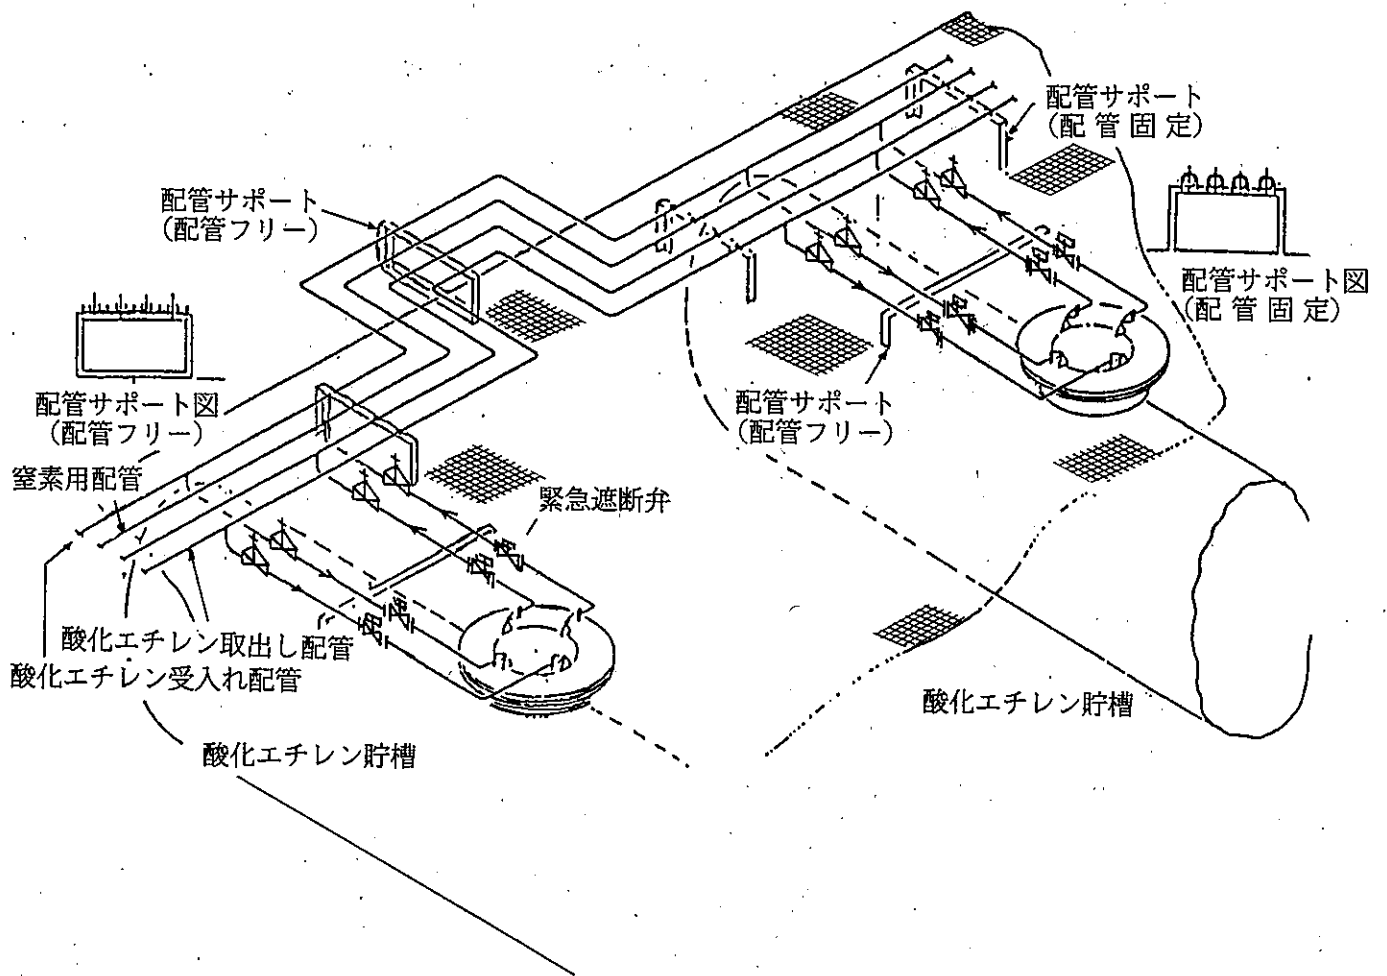 配管サポート
(配管固定)
配管サポート
(配管フリー)
配管サポート図
(配管固定)
配管サポート図
(配管フリー)
配管サポート
(配管フリー)
窒素用配管
緊急遮断弁
酸化エチレン取出し配管
酸化エチレン受入れ配管
酸化エチレン貯槽
酸化エチレン貯槽